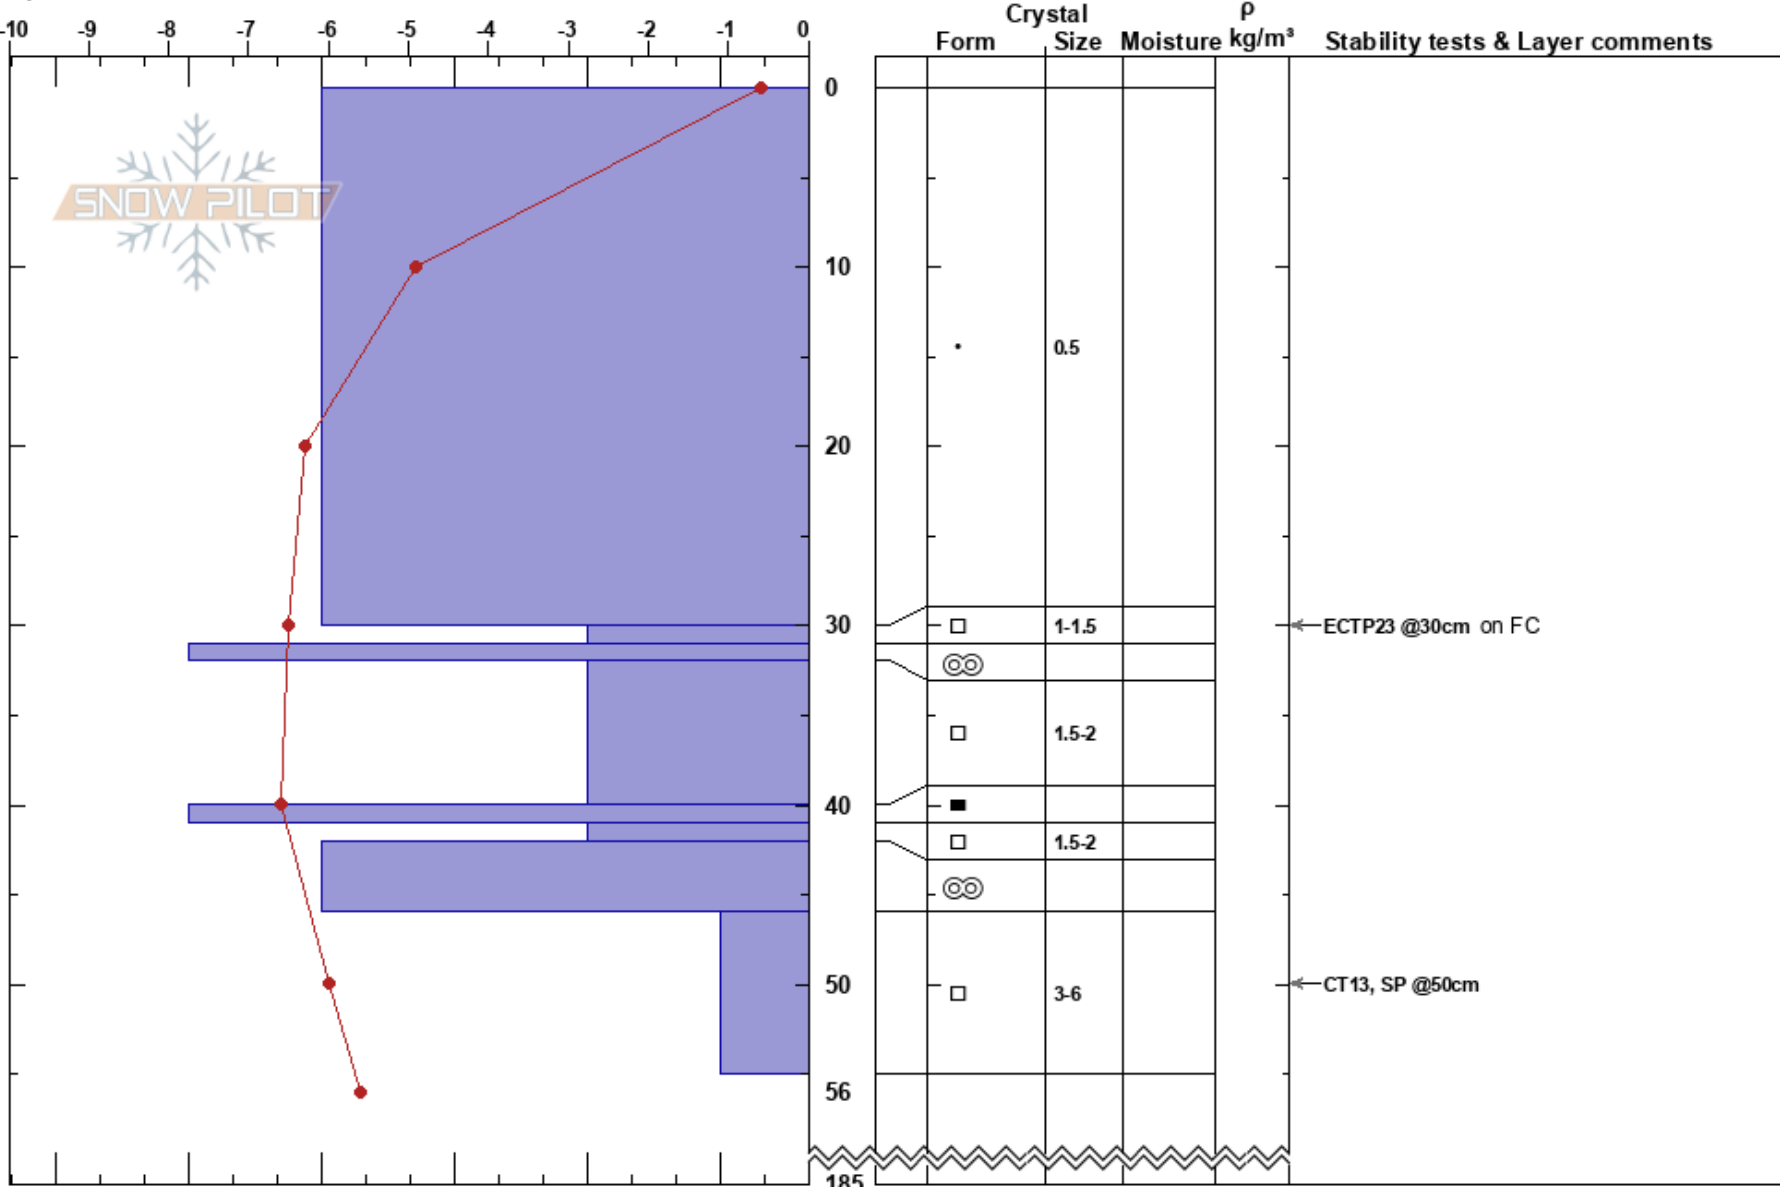 Crystal ρ
-10 -9 -8 -7 -6 -5 -4 -3 -2 -1 0 Form Size Moisture kg/m³ Stability tests & Layer comments
0
SNOW PILOT
10
0.5
20
30 1-1.5 ECTP23 @30cm on FC
1.5-2
40
1.5-2
50 3-6 CT13, SP @50cm
56
185